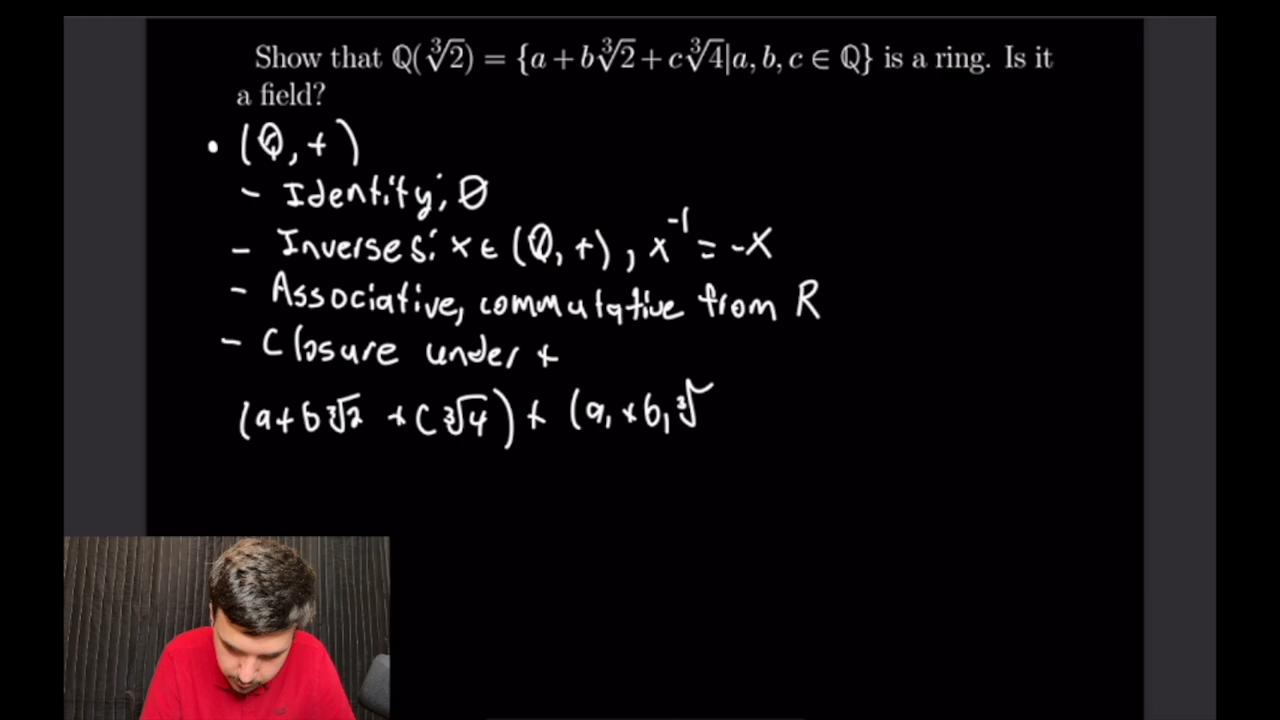 Show that ℚ(∛2) = {a + b∛2 + c∛4|a, b, c ∈ ℚ} is a ring. Is it
a field?
• (ℚ, +)
- Identity; 0
- Inverses: x ∈ (ℚ, +), x⁻¹ = -x
- Associative, commutative from R
- Closure under +
(a+b∛2 + c∛4) + (a₁ + b₁∛